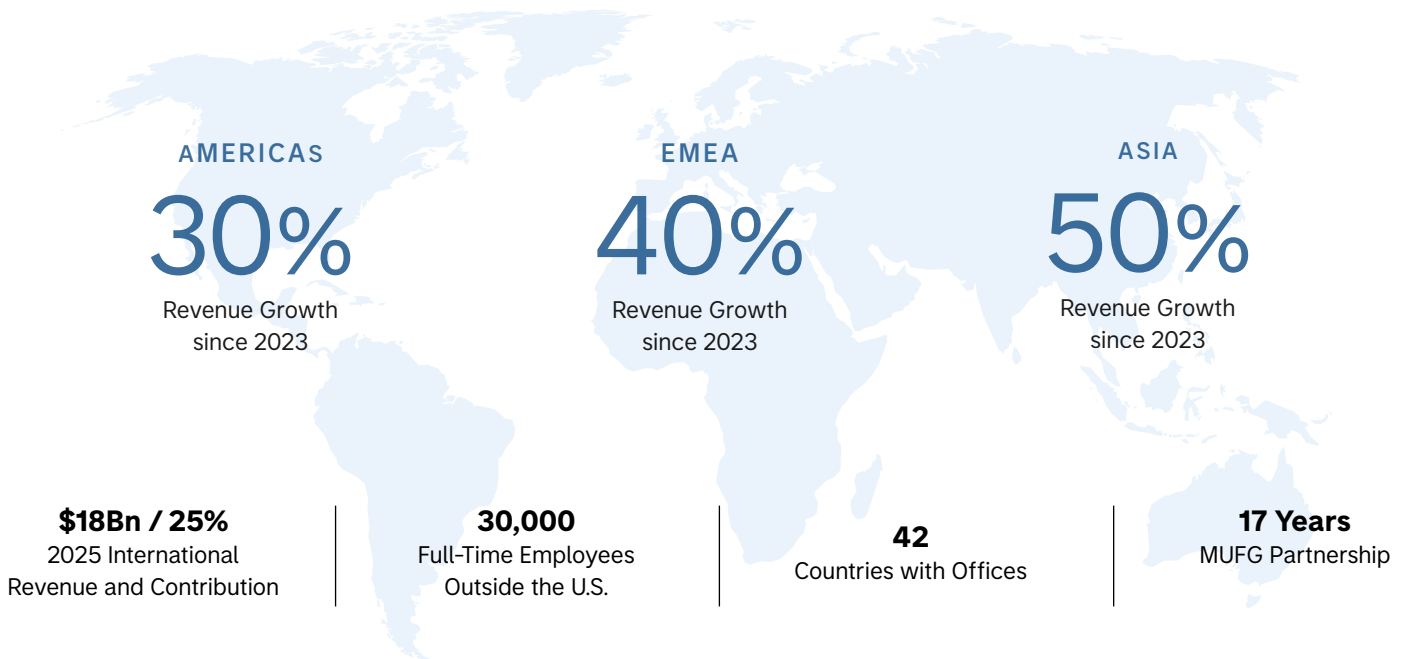 AMERICAS
30%
Revenue Growth
since 2023
EMEA
40%
Revenue Growth
since 2023
ASIA
50%
Revenue Growth
since 2023
$18Bn / 25%
2025 International
Revenue and Contribution
30,000
Full-Time Employees
Outside the U.S.
42
Countries with Offices
17 Years
MUFG Partnership